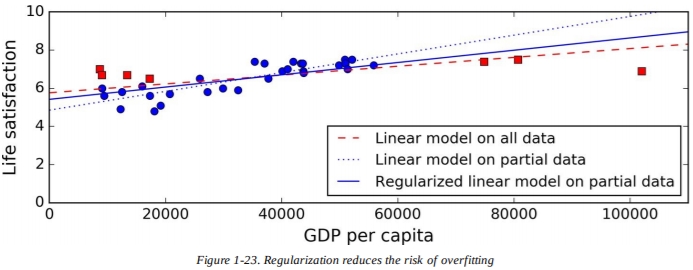 10
8
6
4
2
0
Life satisfaction
Linear model on all data
Linear model on partial data
Regularized linear model on partial data
0 20000 40000 60000 80000 100000
GDP per capita
Figure 1-23. Regularization reduces the risk of overfitting